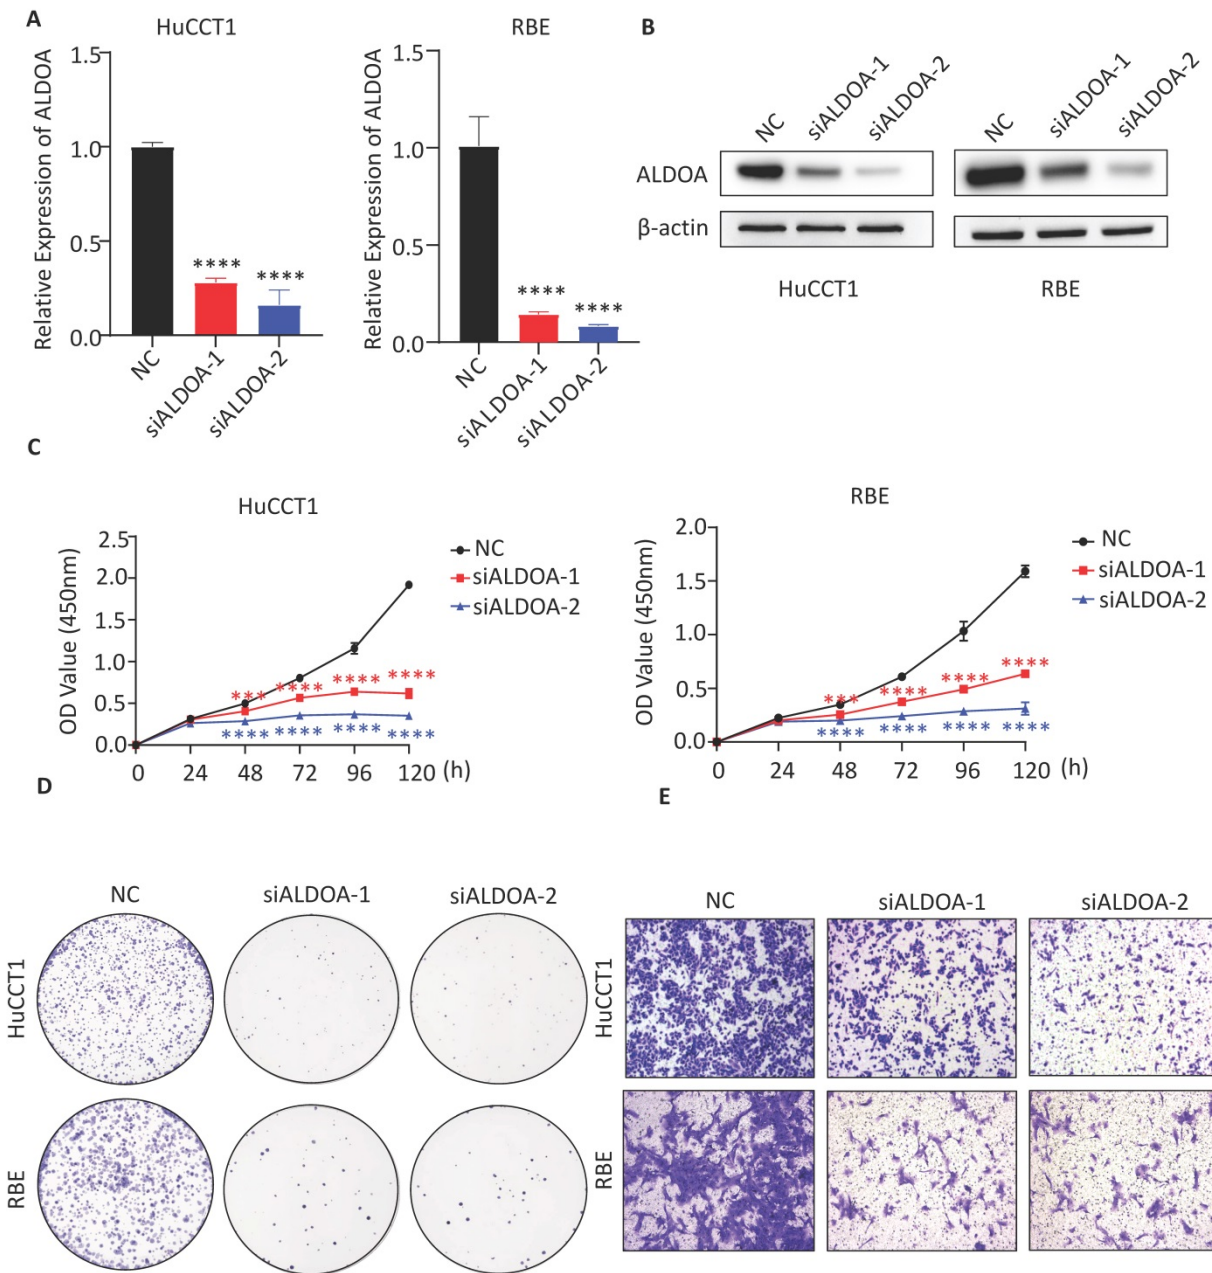 A
HuCCT1
Relative Expression of ALDOA
1.5
1.0
0.5
0.0
****
****
NC
siALDOA-1
siALDOA-2
RBE
Relative Expression of ALDOA
1.5
1.0
0.5
0.0
****
****
NC
siALDOA-1
siALDOA-2
B
NC
siALDOA-1
siALDOA-2
NC
siALDOA-1
siALDOA-2
ALDOA
β-actin
HuCCT1
RBE
C
HuCCT1
OD Value (450nm)
2.5
2.0
1.5
1.0
0.5
0.0
NC
siALDOA-1
siALDOA-2
*** **** **** ****
**** **** **** ****
0 24 48 72 96 120 (h)
RBE
OD Value (450nm)
2.0
1.5
1.0
0.5
0.0
NC
siALDOA-1
siALDOA-2
*** **** **** ****
**** **** **** ****
0 24 48 72 96 120 (h)
D
NC siALDOA-1 siALDOA-2
HuCCT1
RBE
E
NC siALDOA-1 siALDOA-2
HuCCT1
RBE